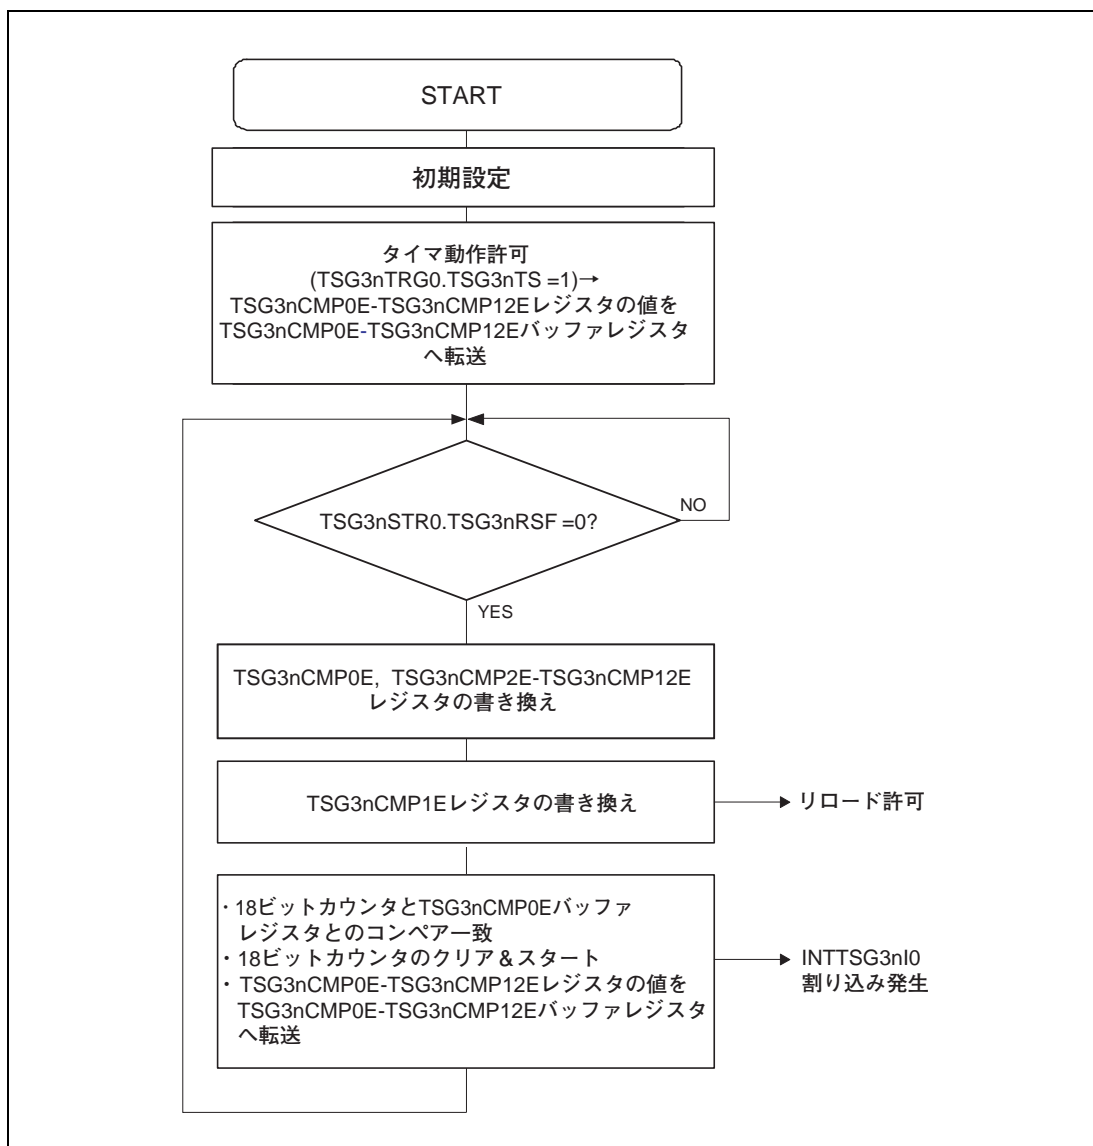 START
初期設定
タイマ動作許可
(TSG3nTRG0.TSG3nTS =1)→
TSG3nCMP0E-TSG3nCMP12Eレジスタの値を
TSG3nCMP0E-TSG3nCMP12Eバッファレジスタ
へ転送
TSG3nSTR0.TSG3nRSF =0?
NO
YES
TSG3nCMP0E, TSG3nCMP2E-TSG3nCMP12E
レジスタの書き換え
TSG3nCMP1Eレジスタの書き換え
リロード許可
・18ビットカウンタとTSG3nCMP0Eバッファ
レジスタとのコンペア一致
・18ビットカウンタのクリア&スタート
・TSG3nCMP0E-TSG3nCMP12Eレジスタの値を
TSG3nCMP0E-TSG3nCMP12Eバッファレジスタ
へ転送
INTTSG3nI0
割り込み発生